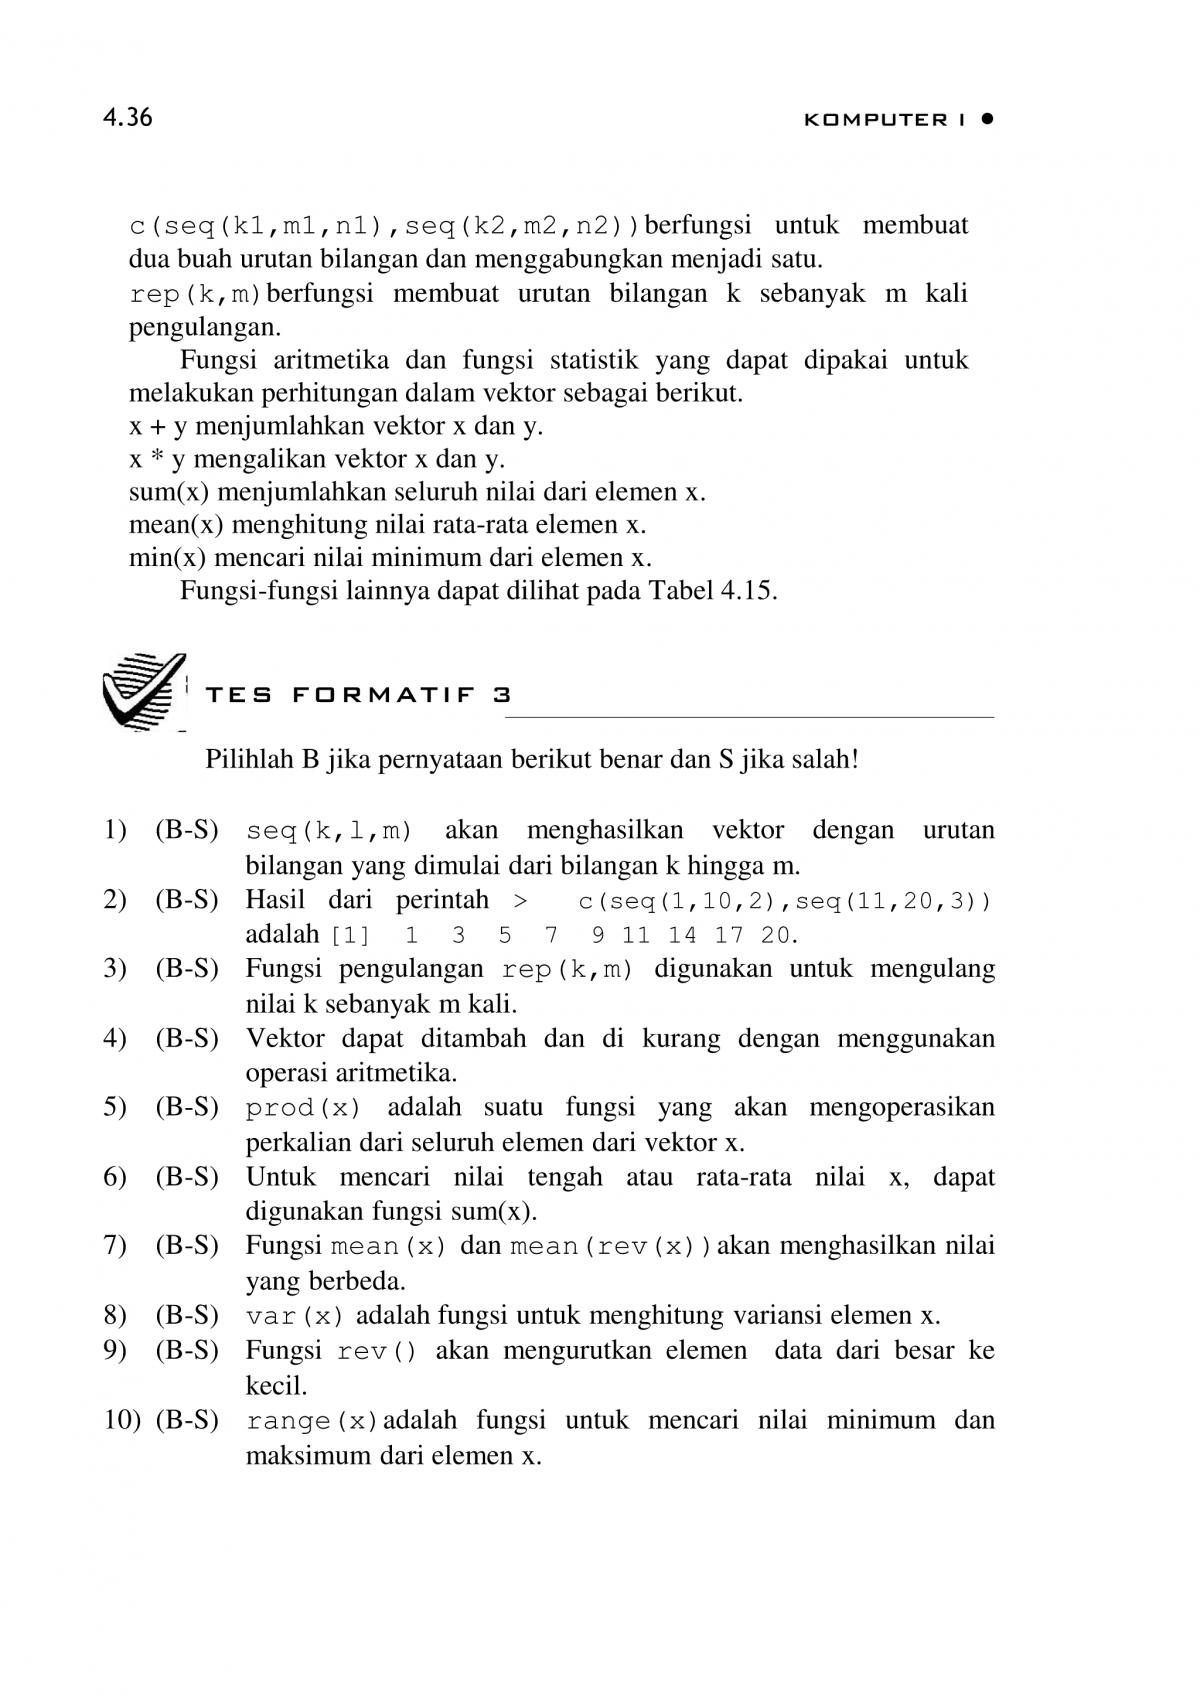 4.36 KOMPUTER I ●
c(seq(k1,m1,n1),seq(k2,m2,n2))berfungsi untuk membuat
dua buah urutan bilangan dan menggabungkan menjadi satu.
rep(k,m)berfungsi membuat urutan bilangan k sebanyak m kali
pengulangan.
Fungsi aritmetika dan fungsi statistik yang dapat dipakai untuk
melakukan perhitungan dalam vektor sebagai berikut.
x + y menjumlahkan vektor x dan y.
x * y mengalikan vektor x dan y.
sum(x) menjumlahkan seluruh nilai dari elemen x.
mean(x) menghitung nilai rata-rata elemen x.
min(x) mencari nilai minimum dari elemen x.
Fungsi-fungsi lainnya dapat dilihat pada Tabel 4.15.
TES FORMATIF 3
Pilihlah B jika pernyataan berikut benar dan S jika salah!
1) (B-S) seq(k,l,m) akan menghasilkan vektor dengan urutan
bilangan yang dimulai dari bilangan k hingga m.
2) (B-S) Hasil dari perintah > c(seq(1,10,2),seq(11,20,3))
adalah [1] 1 3 5 7 9 11 14 17 20.
3) (B-S) Fungsi pengulangan rep(k,m) digunakan untuk mengulang
nilai k sebanyak m kali.
4) (B-S) Vektor dapat ditambah dan di kurang dengan menggunakan
operasi aritmetika.
5) (B-S) prod(x) adalah suatu fungsi yang akan mengoperasikan
perkalian dari seluruh elemen dari vektor x.
6) (B-S) Untuk mencari nilai tengah atau rata-rata nilai x, dapat
digunakan fungsi sum(x).
7) (B-S) Fungsi mean(x) dan mean(rev(x))akan menghasilkan nilai
yang berbeda.
8) (B-S) var(x) adalah fungsi untuk menghitung variansi elemen x.
9) (B-S) Fungsi rev() akan mengurutkan elemen data dari besar ke
kecil.
10) (B-S) range(x)adalah fungsi untuk mencari nilai minimum dan
maksimum dari elemen x.